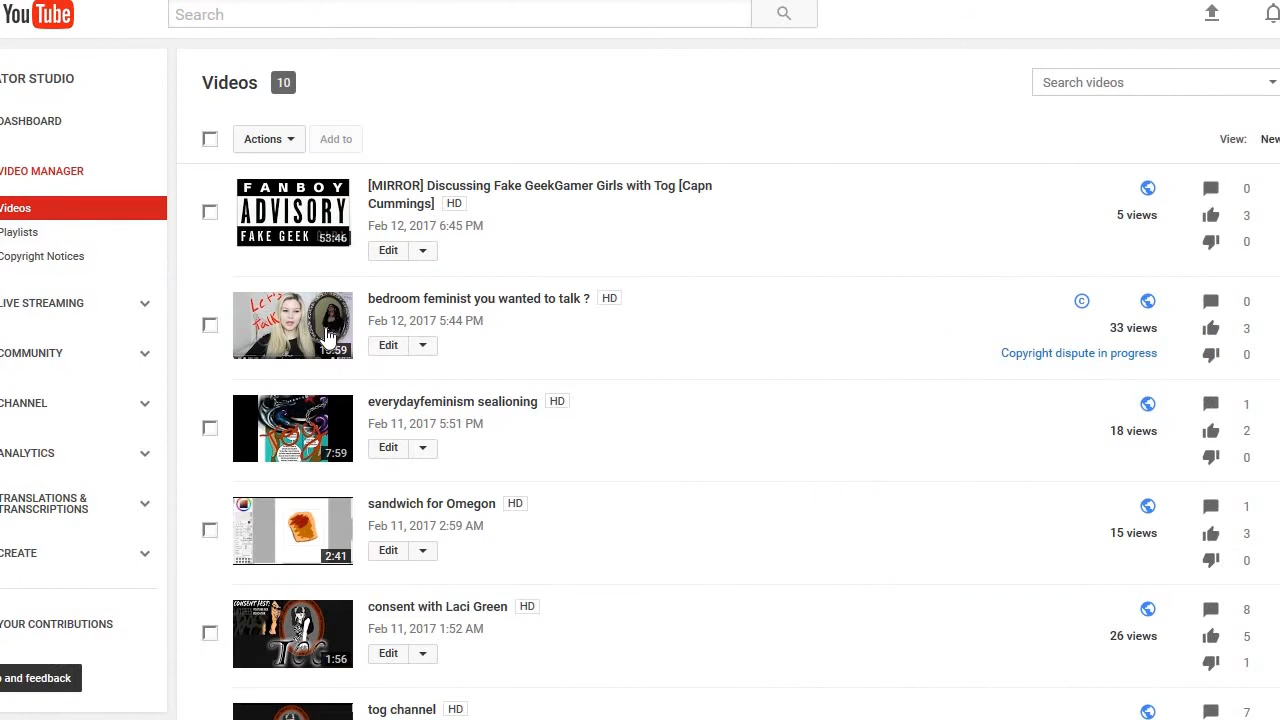 YouTube
Search
ATOR STUDIO
Videos 10
Search videos
DASHBOARD
Actions Add to
View: New
VIDEO MANAGER
Videos
Playlists
Copyright Notices
LIVE STREAMING
COMMUNITY
CHANNEL
ANALYTICS
TRANSLATIONS &
TRANSCRIPTIONS
CREATE
YOUR CONTRIBUTIONS
p and feedback
FANBOY
ADVISORY
FAKE GEEK
53:46
[MIRROR] Discussing Fake GeekGamer Girls with Tog [Capn
Cummings] HD
Feb 12, 2017 6:45 PM
Edit
5 views
0
3
0
Let's
Talk
bedroom feminist you wanted to talk ? HD
Feb 12, 2017 5:44 PM
Edit
33 views
Copyright dispute in progress
0
3
0
7:59
everydayfeminism sealioning HD
Feb 11, 2017 5:51 PM
Edit
18 views
1
2
0
2:41
sandwich for Omegon HD
Feb 11, 2017 2:59 AM
Edit
15 views
1
3
0
CONSENT FEST:
TOG
1:56
consent with Laci Green HD
Feb 11, 2017 1:52 AM
Edit
26 views
8
5
1
tog channel HD
7